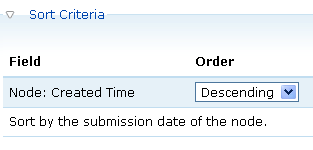 Sort Criteria
Field Order
Node: Created Time Descending
Sort by the submission date of the node.